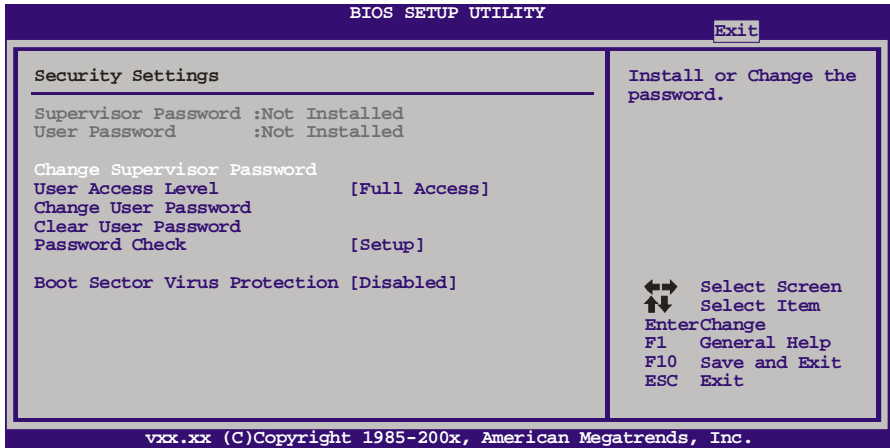 BIOS SETUP UTILITY
Exit
Security Settings
Supervisor Password :Not Installed
User Password :Not Installed
Change Supervisor Password
User Access Level [Full Access]
Change User Password
Clear User Password
Password Check [Setup]
Boot Sector Virus Protection [Disabled]
Install or Change the
password.
Select Screen
Select Item
EnterChange
F1 General Help
F10 Save and Exit
ESC Exit
vxx.xx (C)Copyright 1985-200x, American Megatrends, Inc.